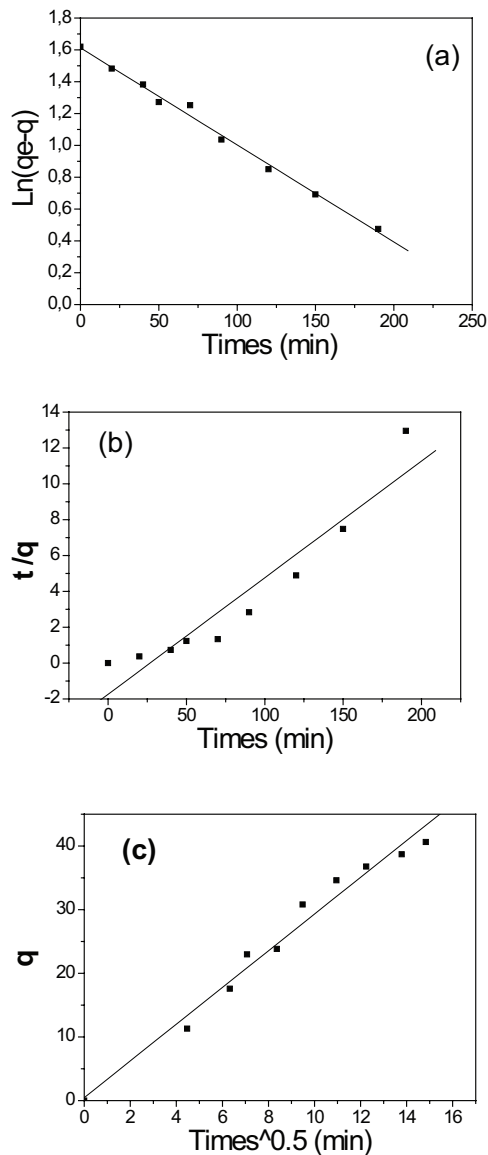 (a)
Ln(qe-q)
1,8
1,6
1,4
1,2
1,0
0,8
0,6
0,4
0,2
0,0
0 50 100 150 200 250
Times (min)
(b)
t /q
14
12
10
8
6
4
2
0
-2
0 50 100 150 200
Times (min)
(c)
q
40
30
20
10
0
0 2 4 6 8 10 12 14 16
Times^0.5 (min)